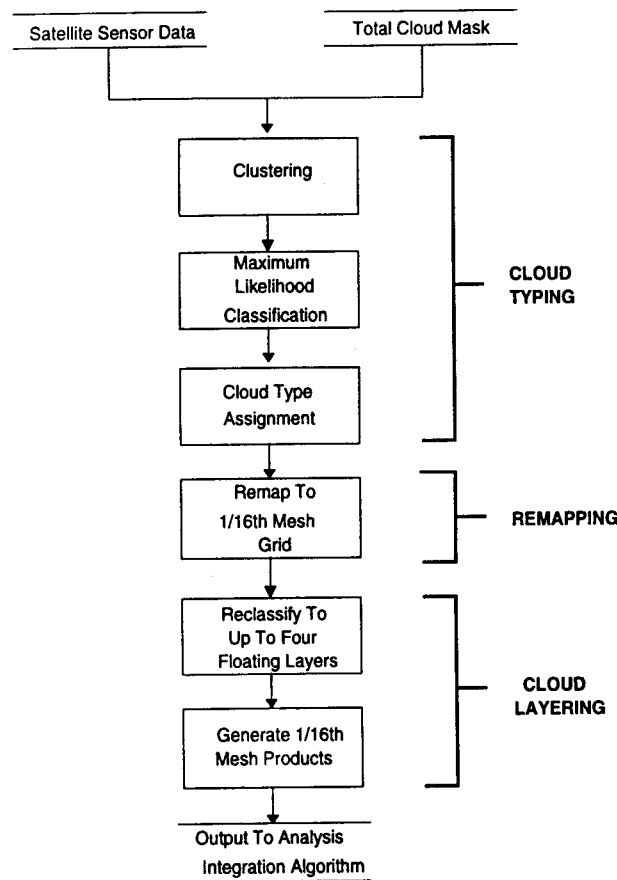 Satellite Sensor Data
Total Cloud Mask
Clustering
Maximum
Likelihood
Classification
CLOUD
TYPING
Cloud Type
Assignment
Remap To
1/16th Mesh
Grid
REMAPPING
Reclassify To
Up To Four
Floating Layers
CLOUD
LAYERING
Generate 1/16th
Mesh Products
Output To Analysis
Integration Algorithm